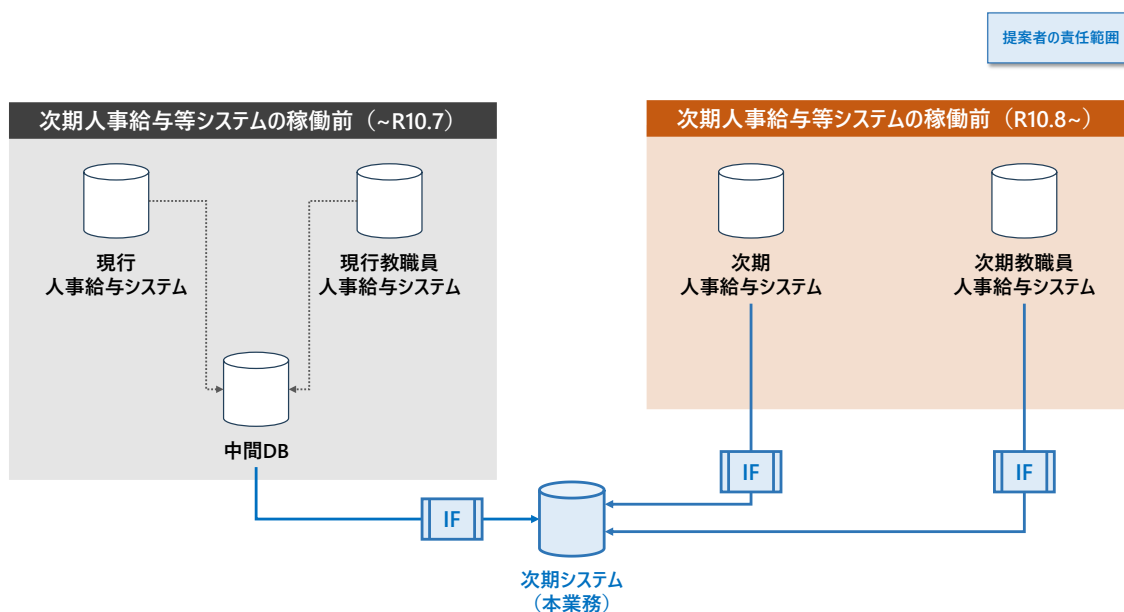 提案者の責任範囲
次期人事給与等システムの稼働前（~R10.7）
現行
人事給与システム
現行教職員
人事給与システム
中間DB
次期人事給与等システムの稼働前（R10.8~）
次期
人事給与システム
次期教職員
人事給与システム
IF
IF
IF
次期システム
（本業務）